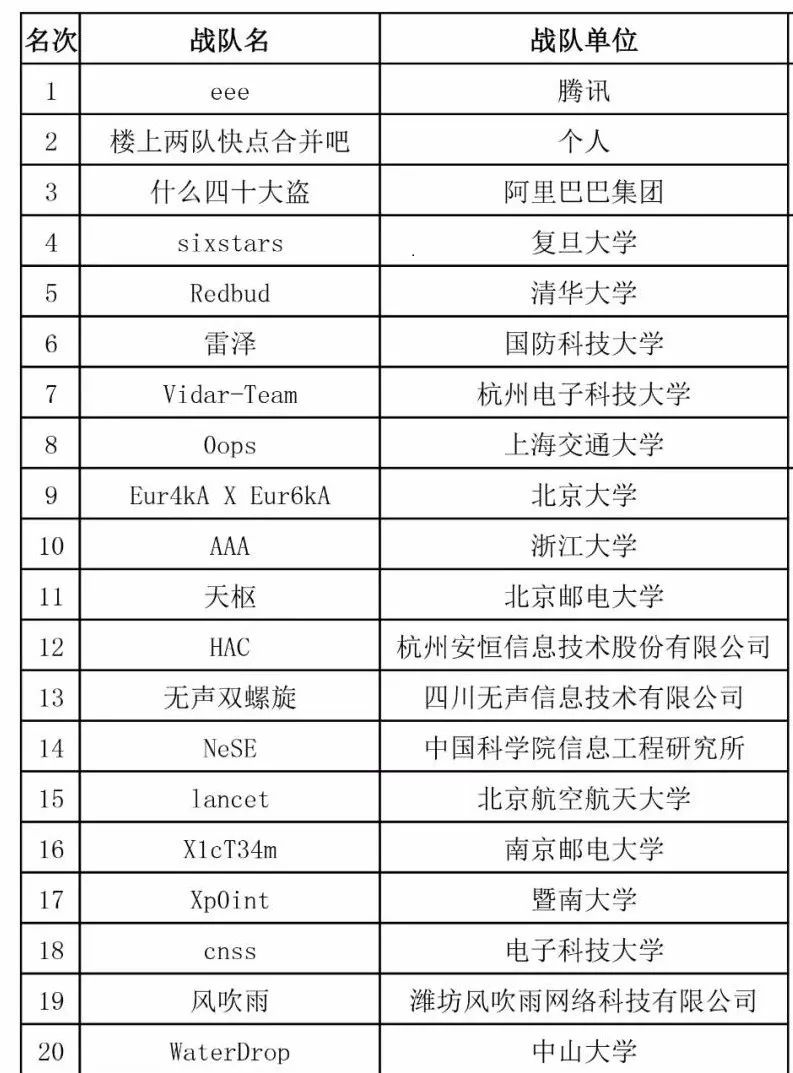 名次 战队名 战队单位
1 eee 腾讯
2 楼上两队快点合并吧 个人
3 什么四十大盗 阿里巴巴集团
4 sixstars 复旦大学
5 Redbud 清华大学
6 雷泽 国防科技大学
7 Vidar-Team 杭州电子科技大学
8 0ops 上海交通大学
9 Eur4kA X Eur6kA 北京大学
10 AAA 浙江大学
11 天枢 北京邮电大学
12 HAC 杭州安恒信息技术股份有限公司
13 无声双螺旋 四川无声信息技术有限公司
14 NeSE 中国科学院信息工程研究所
15 lancet 北京航空航天大学
16 X1cT34m 南京邮电大学
17 Xp0int 暨南大学
18 cnss 电子科技大学
19 风吹雨 潍坊风吹雨网络科技有限公司
20 WaterDrop 中山大学